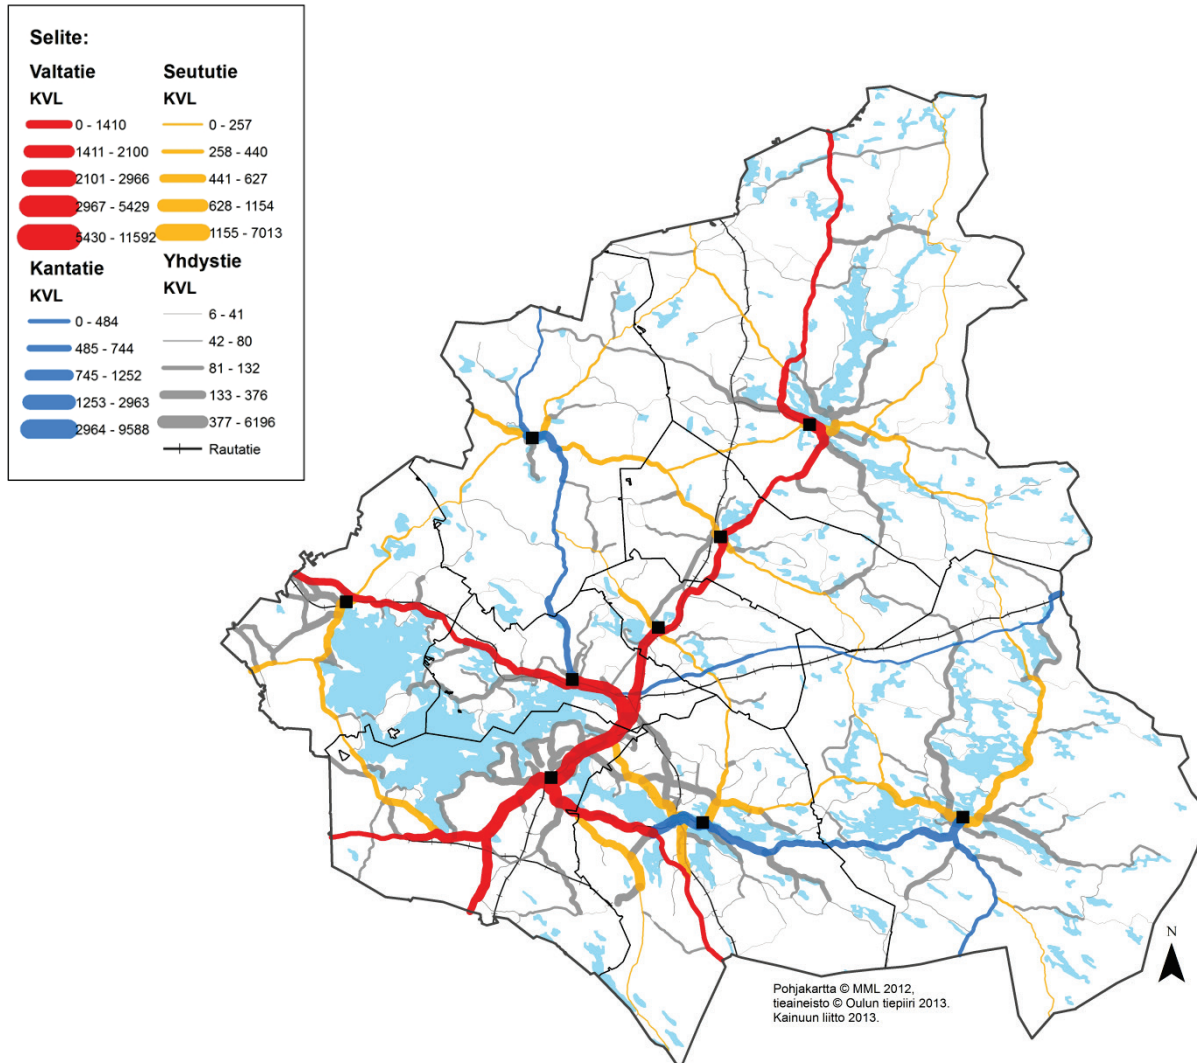 Selite:
Valtatie
KVL
0 - 1410
1411 - 2100
2101 - 2966
2967 - 5429
5430 - 11592
Kantatie
KVL
0 - 484
485 - 744
745 - 1252
1253 - 2963
2964 - 9588
Seututie
KVL
0 - 257
258 - 440
441 - 627
628 - 1154
1155 - 7013
Yhdystie
KVL
6 - 41
42 - 80
81 - 132
133 - 376
377 - 6196
Rautatie
N
Pohjakartta © MML 2012,
tieaineisto © Oulun tiepiiri 2013.
Kainuun liitto 2013.